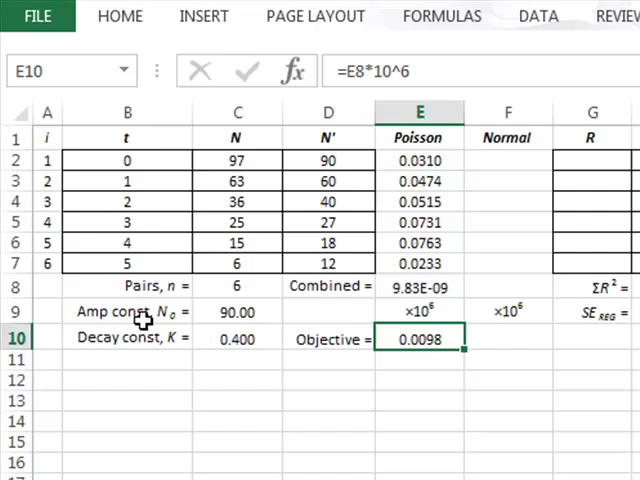 FILE HOME INSERT PAGE LAYOUT FORMULAS DATA REVIEW
E10 fx =E8*10^6
A B C D E F G
1 i t N N' Poisson Normal R
2 1 0 97 90 0.0310
3 2 1 63 60 0.0474
4 3 2 36 40 0.0515
5 4 3 25 27 0.0731
6 5 4 15 18 0.0763
7 6 5 6 12 0.0233
8 Pairs, n = 6 Combined = 9.83E-09 ΣR² =
9 Amp const, N₀ = 90.00 ×10⁶ ×10⁶ SE REG =
10 Decay const, K = 0.400 Objective = 0.0098
11
12
13
14
15
16